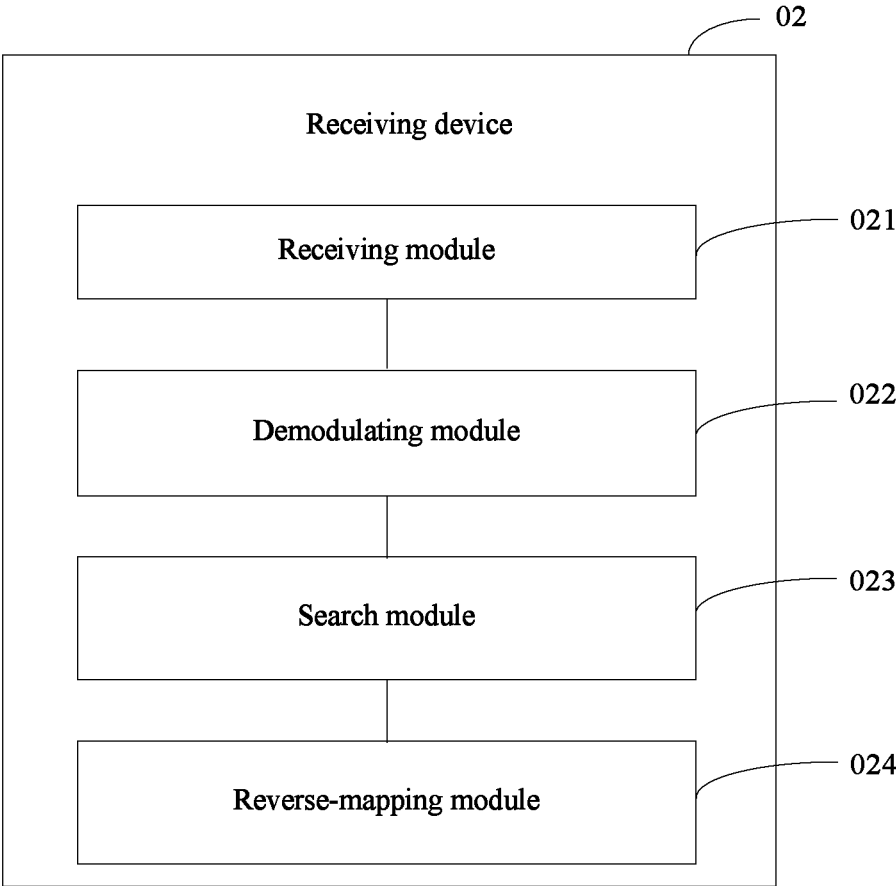 02
Receiving device
Receiving module
021
Demodulating module
022
Search module
023
Reverse-mapping module
024